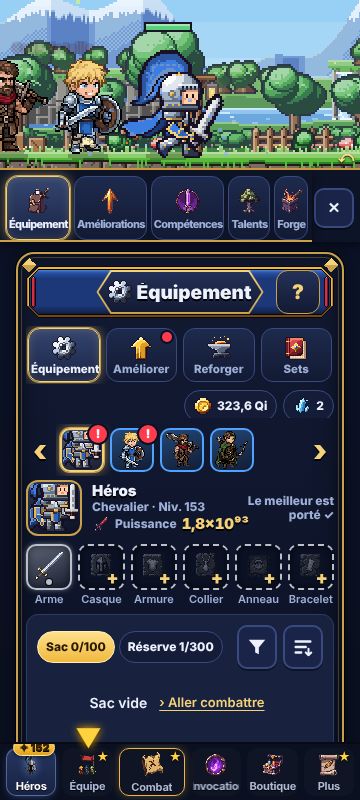 Équipement
Améliorations
Compétences
Talents
Forge
×
Équipement
?
Équipement
Améliorer
Reforger
Sets
323,6 Qi
2
!
!
Héros
Chevalier · Niv. 153
Puissance 1,8×10⁹³
Le meilleur est
porté ✓
Arme
Casque
Armure
Collier
Anneau
Bracelet
Sac 0/100
Réserve 1/300
Sac vide
› Aller combattre
Héros
Équipe
Combat
Boutique
Plus